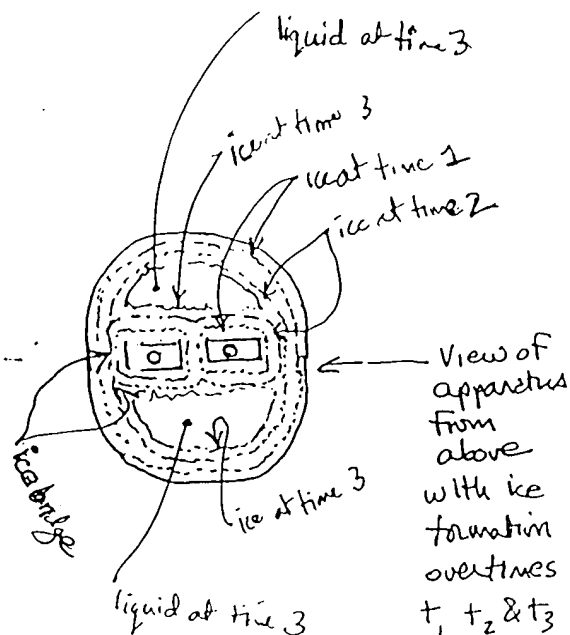 liquid at time 3
ice at time 3
ice at time 1
ice at time 2
View of
apparatus
from
above
with ice
formation
over times
t1 t2 & t3
ice bridge
ice at time 3
liquid at time 3